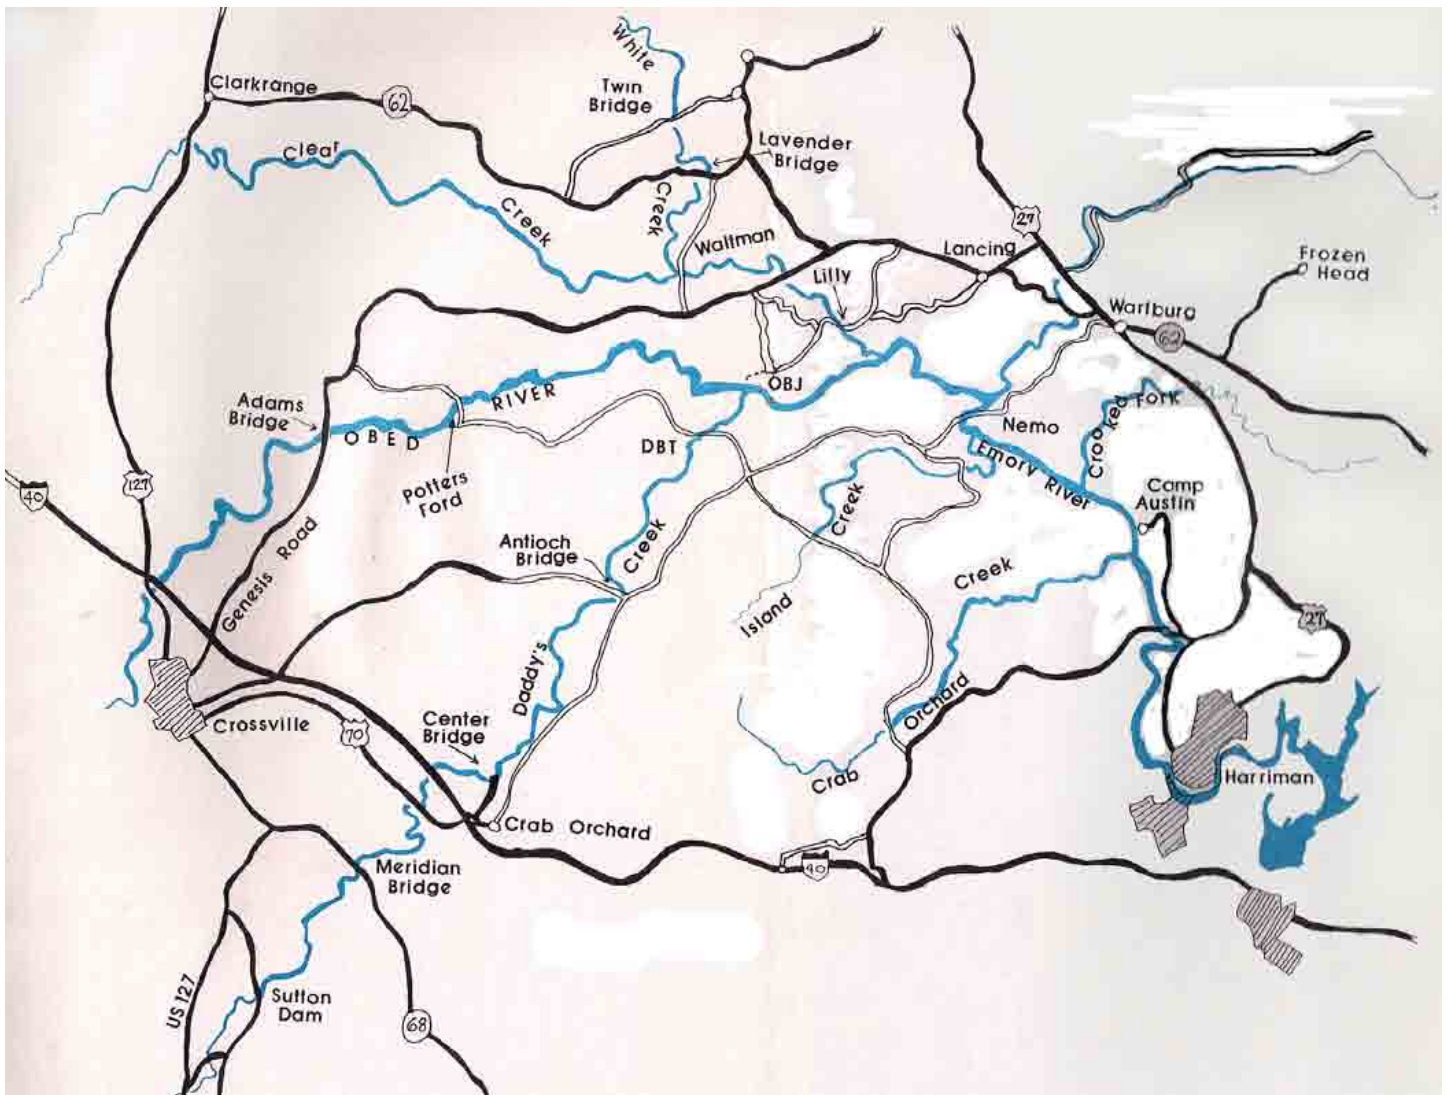 White
Twin
Bridge
Clarkrange
62
Clear
Creek
Lavender
Bridge
Creek
Waltman
27
Lancing
Lilly
Frozen
Head
Wartburg
62
Adams
Bridge
OBED
RIVER
OBJ
Potters
Ford
DBT
Nemo
Emory River
Crooked
Fork
Camp
Austin
40
127
Genesis Road
Antioch
Bridge
Creek
Daddy's
Island
Creek
Creek
Orchard
Crab
27
Crossville
70
Center
Bridge
Crab Orchard
Harriman
Meridian
Bridge
40
US 127
Sutton
Dam
68